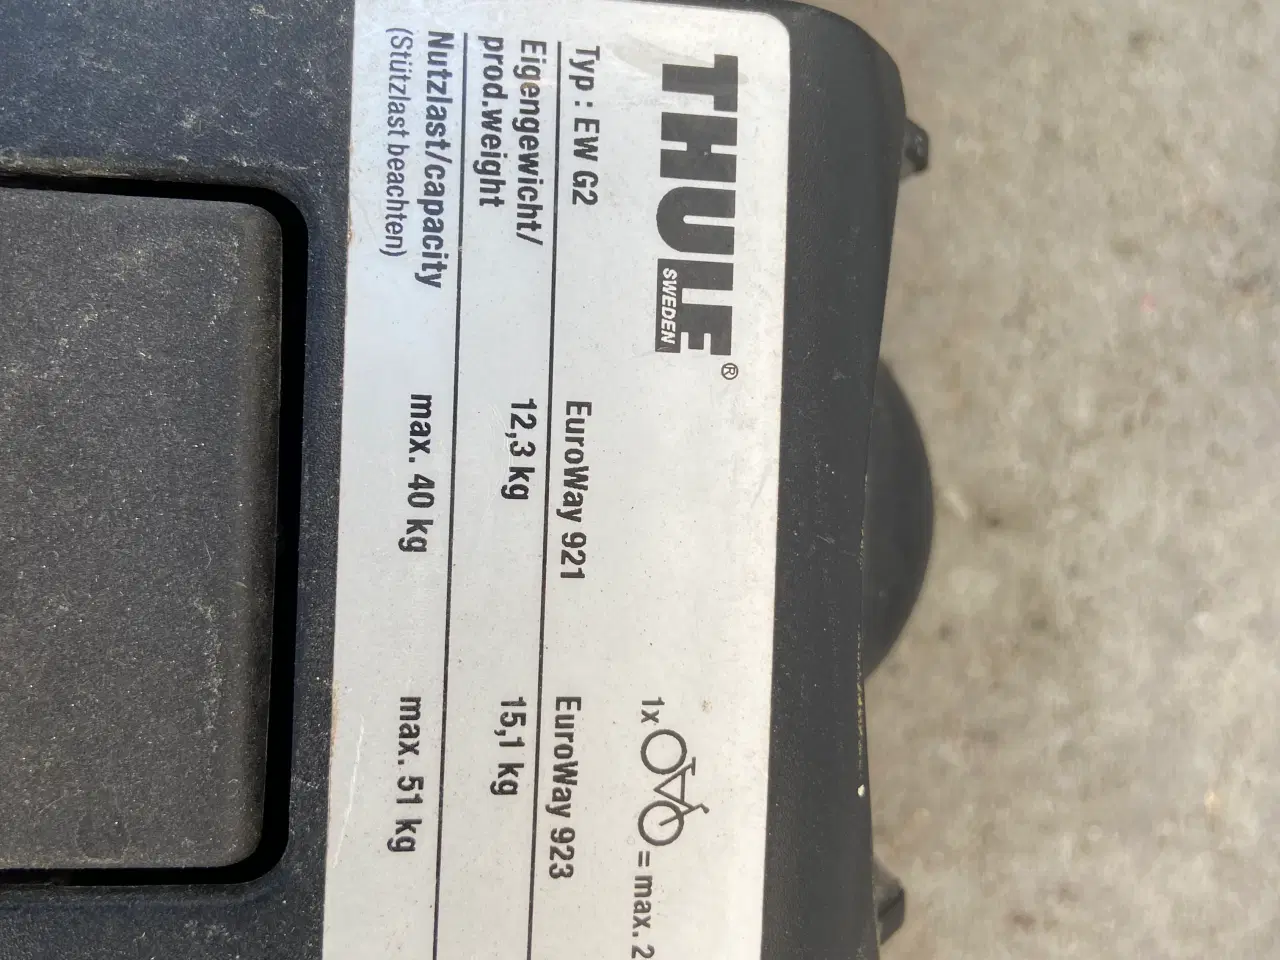 THULE®
SWEDEN
1x = max. 2
Typ : EW G2 EuroWay 921 EuroWay 923
Eigengewicht/ 12,3 kg 15,1 kg
prod.weight
Nutzlast/capacity max. 40 kg max. 51 kg
(Stützlast beachten)